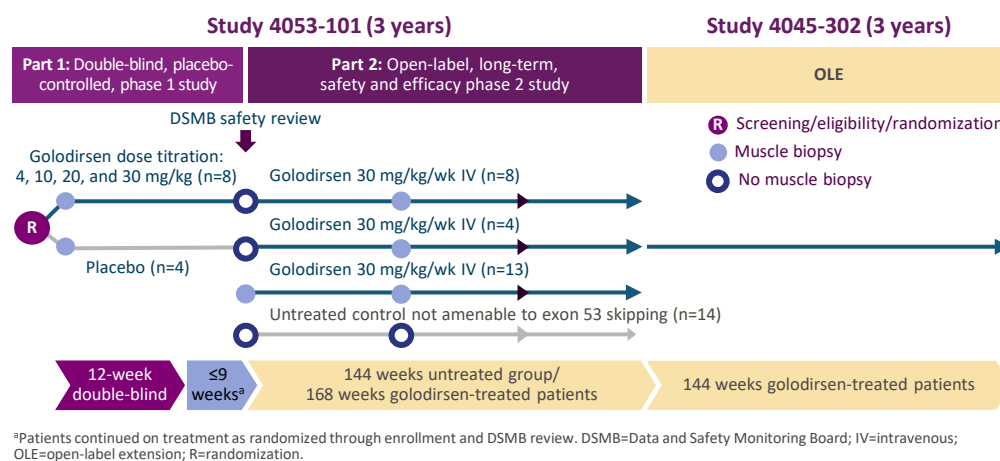 Study 4053-101 (3 years)
Study 4045-302 (3 years)
Part 1: Double-blind, placebo-
controlled, phase 1 study
Part 2: Open-label, long-term,
safety and efficacy phase 2 study
OLE
DSMB safety review
R Screening/eligibility/randomization
Muscle biopsy
No muscle biopsy
Golodirsen dose titration:
4, 10, 20, and 30 mg/kg (n=8)
Golodirsen 30 mg/kg/wk IV (n=8)
R
Golodirsen 30 mg/kg/wk IV (n=4)
Placebo (n=4)
Golodirsen 30 mg/kg/wk IV (n=13)
Untreated control not amenable to exon 53 skipping (n=14)
12-week
double-blind
≤9
weeksᵃ
144 weeks untreated group/
168 weeks golodirsen-treated patients
144 weeks golodirsen-treated patients
ᵃPatients continued on treatment as randomized through enrollment and DSMB review. DSMB=Data and Safety Monitoring Board; IV=intravenous;
OLE=open-label extension; R=randomization.